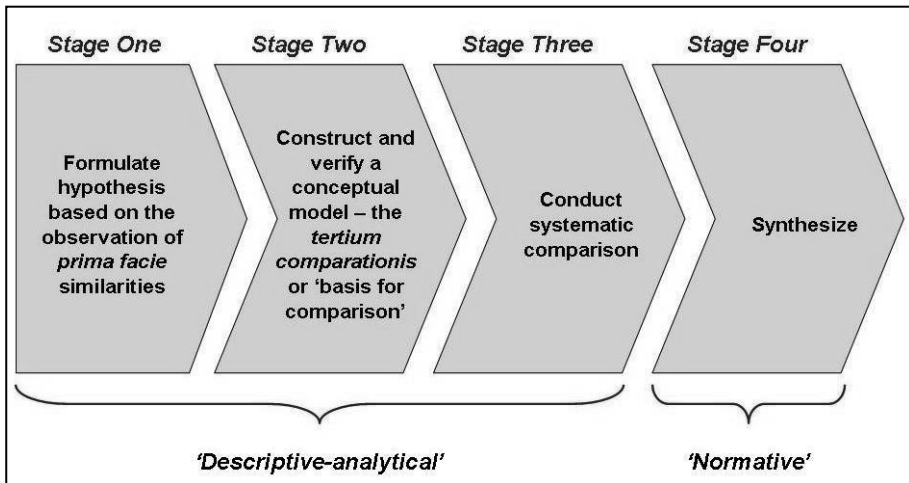 Stage One
Stage Two
Stage Three
Stage Four
Formulate
hypothesis
based on the
observation of
prima facie
similarities
Construct and
verify a
conceptual
model – the
tertium
comparationis
or ‘basis for
comparison’
Conduct
systematic
comparison
Synthesize
‘Descriptive-analytical’
‘Normative’